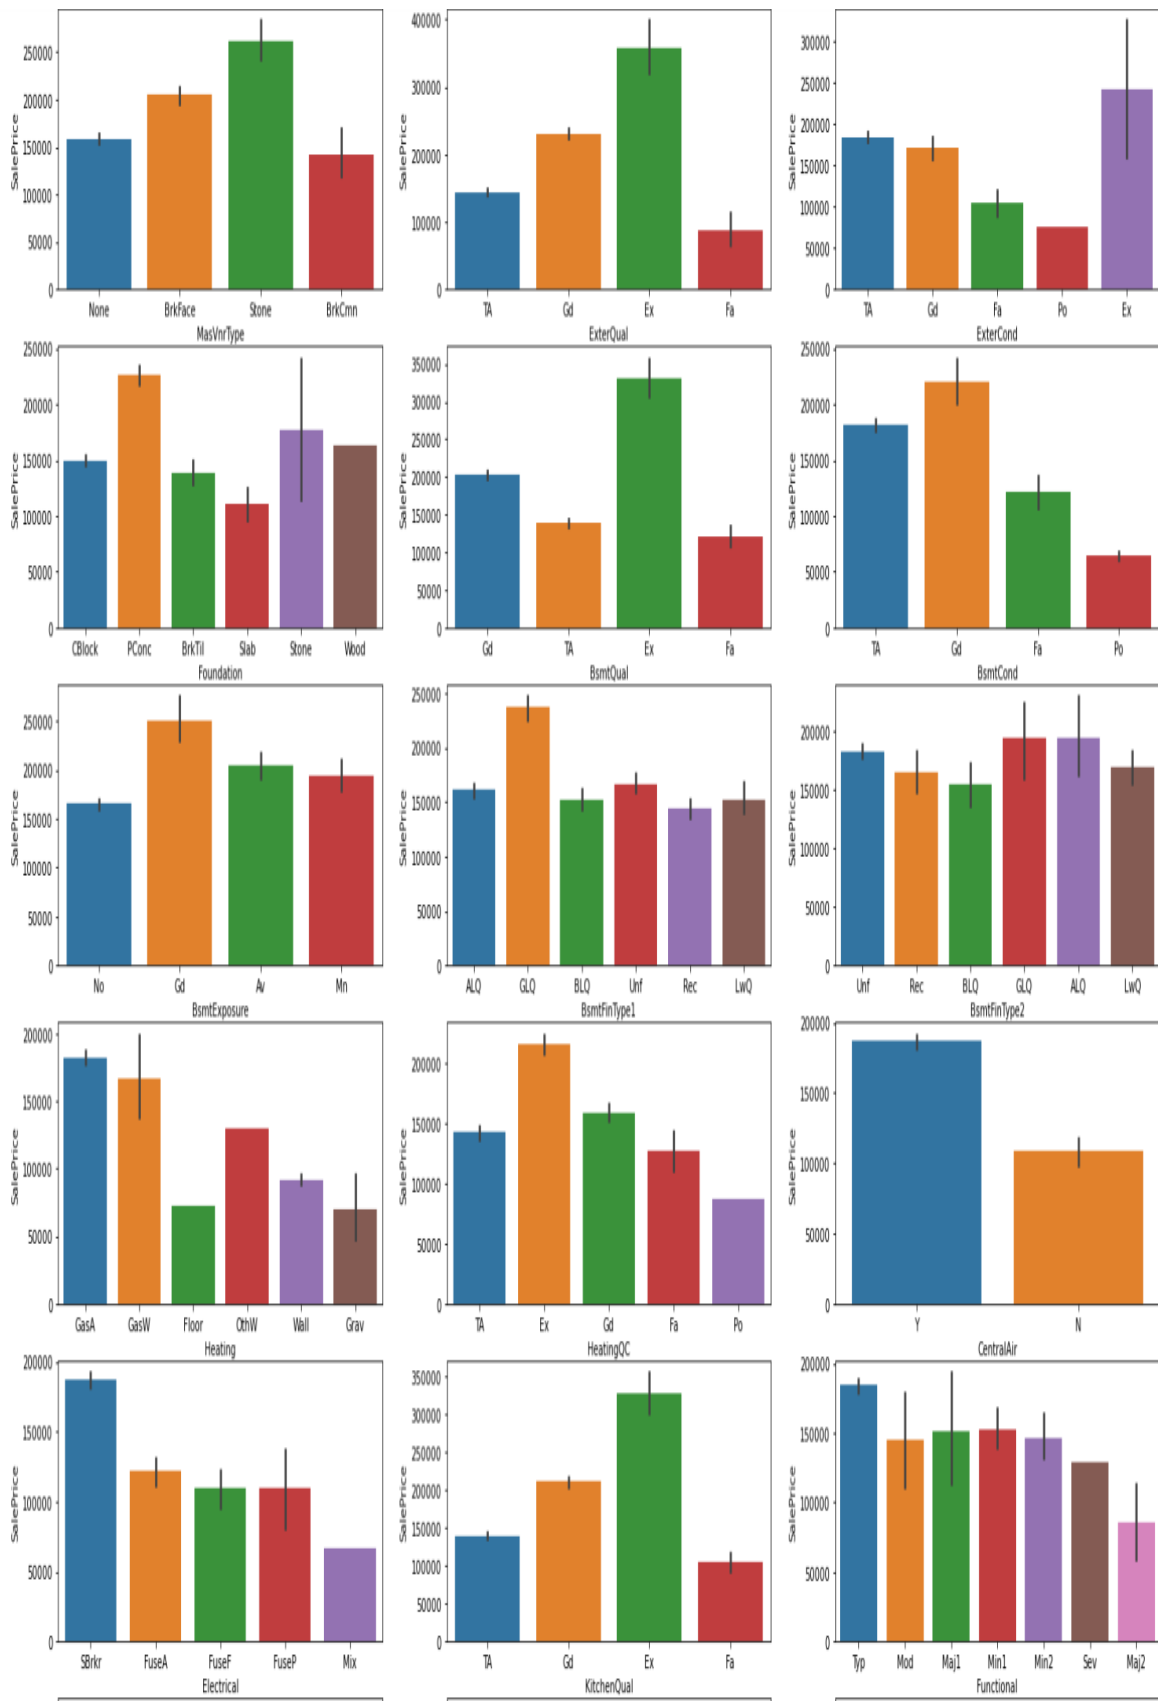 250000
200000
150000
100000
50000
0
SalePrice
None BrkFace Stone BrkCmn
MasVnrType
400000
300000
200000
100000
0
SalePrice
TA Gd Ex Fa
ExterQual
300000
250000
200000
150000
100000
50000
0
SalePrice
TA Gd Fa Po Ex
ExterCond
250000
200000
150000
100000
50000
0
SalePrice
CBlock PConc BrkTil Slab Stone Wood
Foundation
350000
300000
250000
200000
150000
100000
50000
0
SalePrice
Gd TA Ex Fa
BsmtQual
250000
200000
150000
100000
50000
0
SalePrice
TA Gd Fa Po
BsmtCond
250000
200000
150000
100000
50000
0
SalePrice
No Gd Av Mn
BsmtExposure
250000
200000
150000
100000
50000
0
SalePrice
ALQ GLQ BLQ Unf Rec LwQ
BsmtFinType1
200000
150000
100000
50000
0
SalePrice
Unf Rec BLQ GLQ ALQ LwQ
BsmtFinType2
200000
150000
100000
50000
0
SalePrice
GasA GasW Floor OthW Wall Grav
Heating
200000
150000
100000
50000
0
SalePrice
TA Ex Gd Fa Po
HeatingQC
200000
150000
100000
50000
0
SalePrice
Y N
CentralAir
200000
150000
100000
50000
0
SalePrice
SBrkr FuseA FuseF FuseP Mix
Electrical
350000
300000
250000
200000
150000
100000
50000
0
SalePrice
TA Gd Ex Fa
KitchenQual
200000
150000
100000
50000
0
SalePrice
Typ Mod Maj1 Min1 Min2 Sev Maj2
Functional